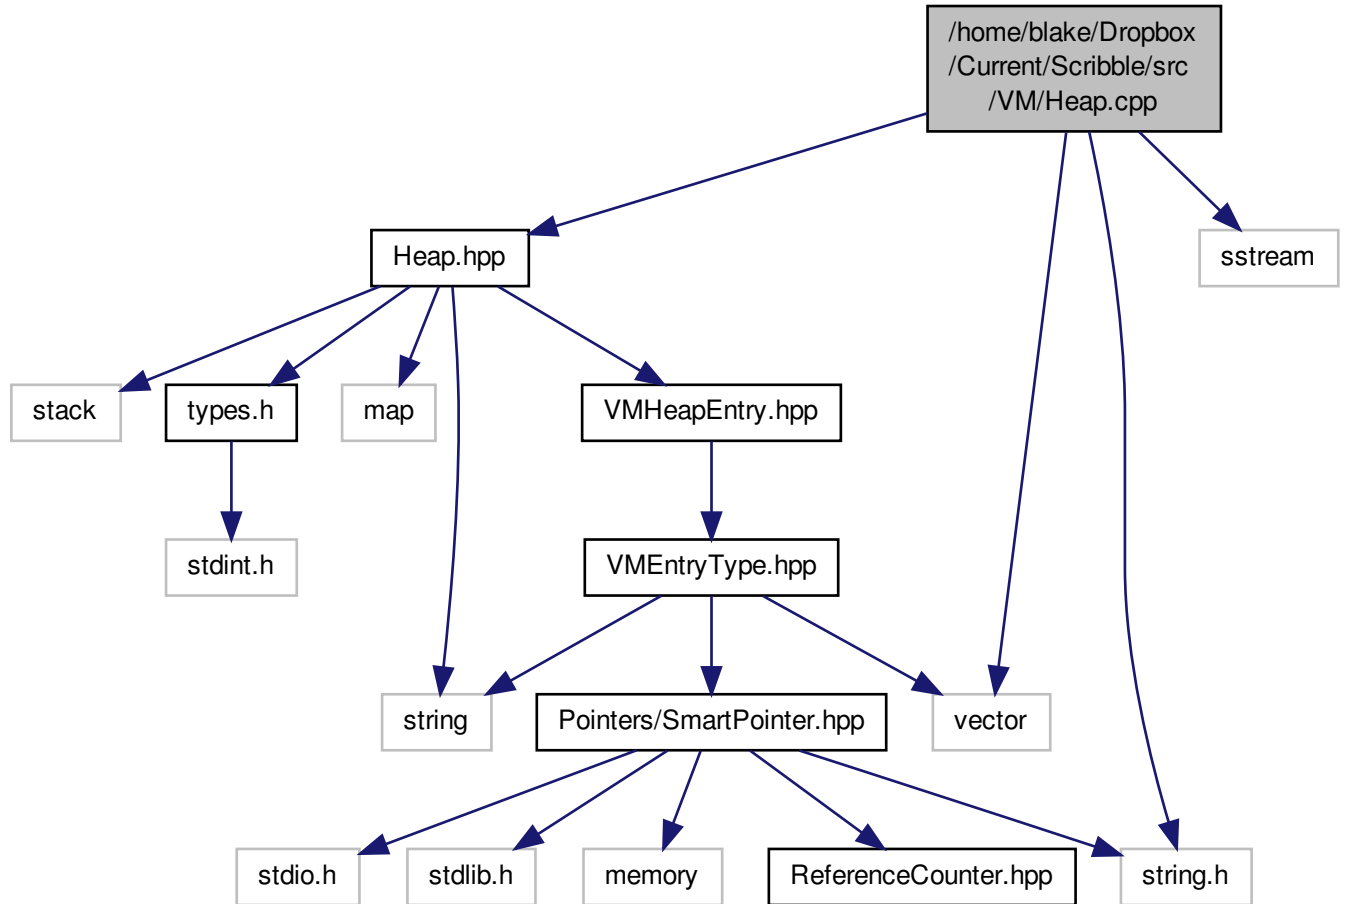 /home/blake/Dropbox
/Current/Scribble/src
/VM/Heap.cpp
Heap.hpp
sstream
stack
types.h
map
VMHeapEntry.hpp
stdint.h
VMEntryType.hpp
string
Pointers/SmartPointer.hpp
vector
stdio.h
stdlib.h
memory
ReferenceCounter.hpp
string.h